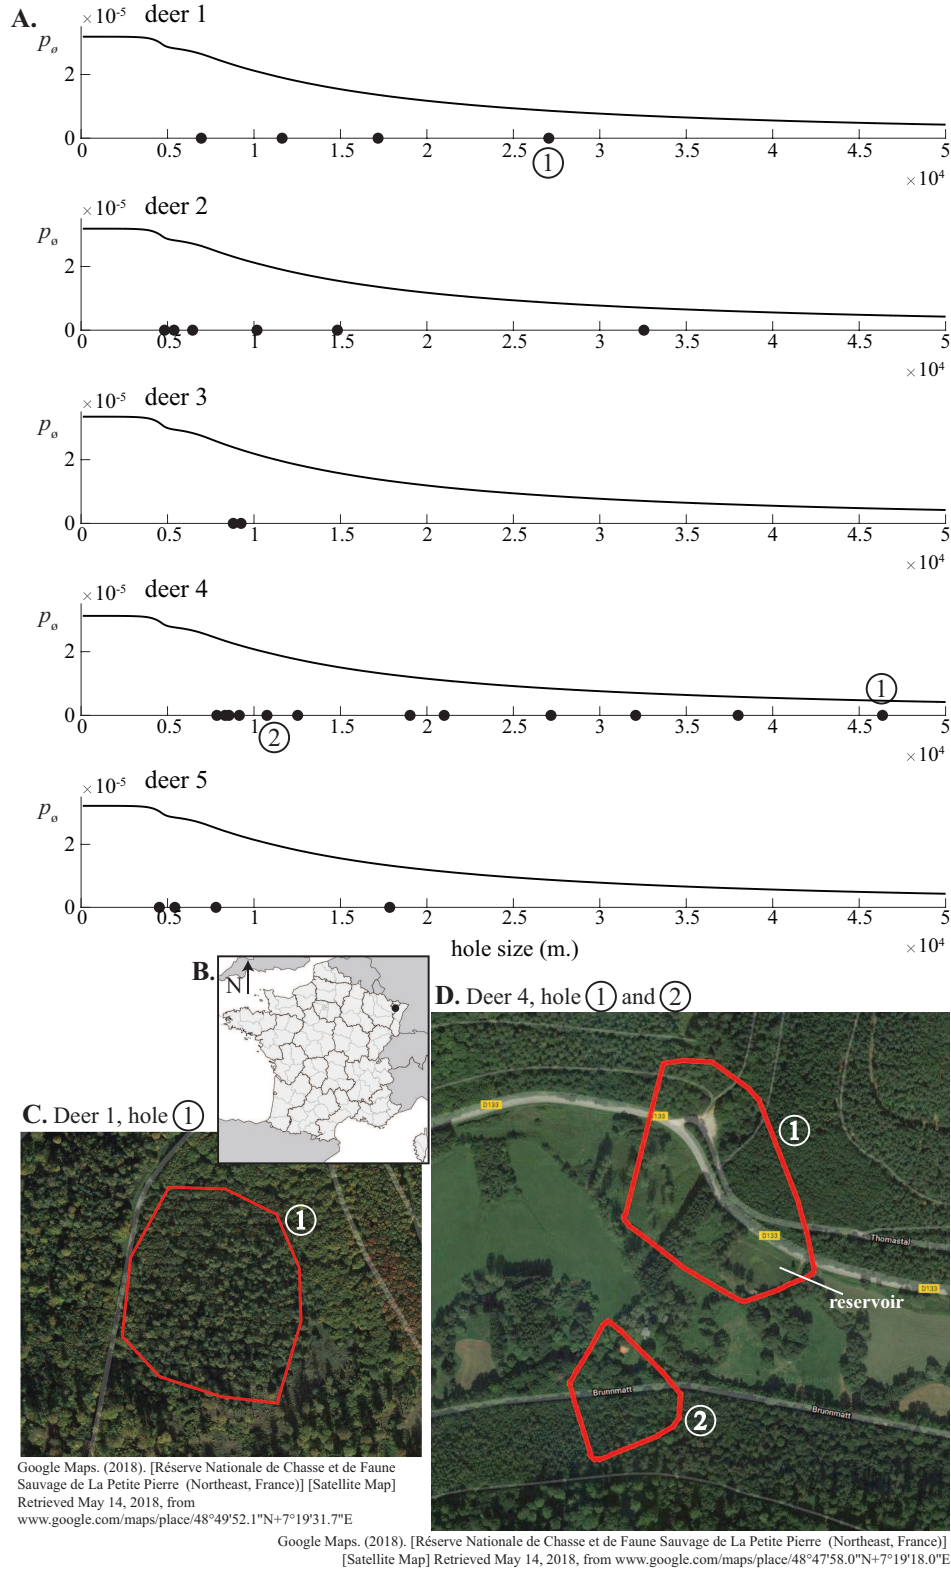 A.
×10⁻⁵ deer 1
pø
2
0
0 0.5 1 1.5 2 2.5 3 3.5 4 4.5 5
×10⁴
1
×10⁻⁵ deer 2
pø
2
0
0 0.5 1 1.5 2 2.5 3 3.5 4 4.5 5
×10⁴
×10⁻⁵ deer 3
pø
2
0
0 0.5 1 1.5 2 2.5 3 3.5 4 4.5 5
×10⁴
×10⁻⁵ deer 4
pø
2
1
0
0 0.5 1 1.5 2 2.5 3 3.5 4 4.5 5
2
×10⁴
×10⁻⁵ deer 5
pø
2
0
0 0.5 1 1.5 2 2.5 3 3.5 4 4.5 5
hole size (m.)
×10⁴
B.
N
C. Deer 1, hole 1
1
Google Maps. (2018). [Réserve Nationale de Chasse et de Faune
Sauvage de La Petite Pierre (Northeast, France)] [Satellite Map]
Retrieved May 14, 2018, from
www.google.com/maps/place/48°49'52.1"N+7°19'31.7"E
D. Deer 4, hole 1 and 2
D133
133
1
D133
Thomastal
D133
reservoir
Brunnmatt
Brunnmatt
2
Google Maps. (2018). [Réserve Nationale de Chasse et de Faune Sauvage de La Petite Pierre (Northeast, France)]
[Satellite Map] Retrieved May 14, 2018, from www.google.com/maps/place/48°47'58.0"N+7°19'18.0"E